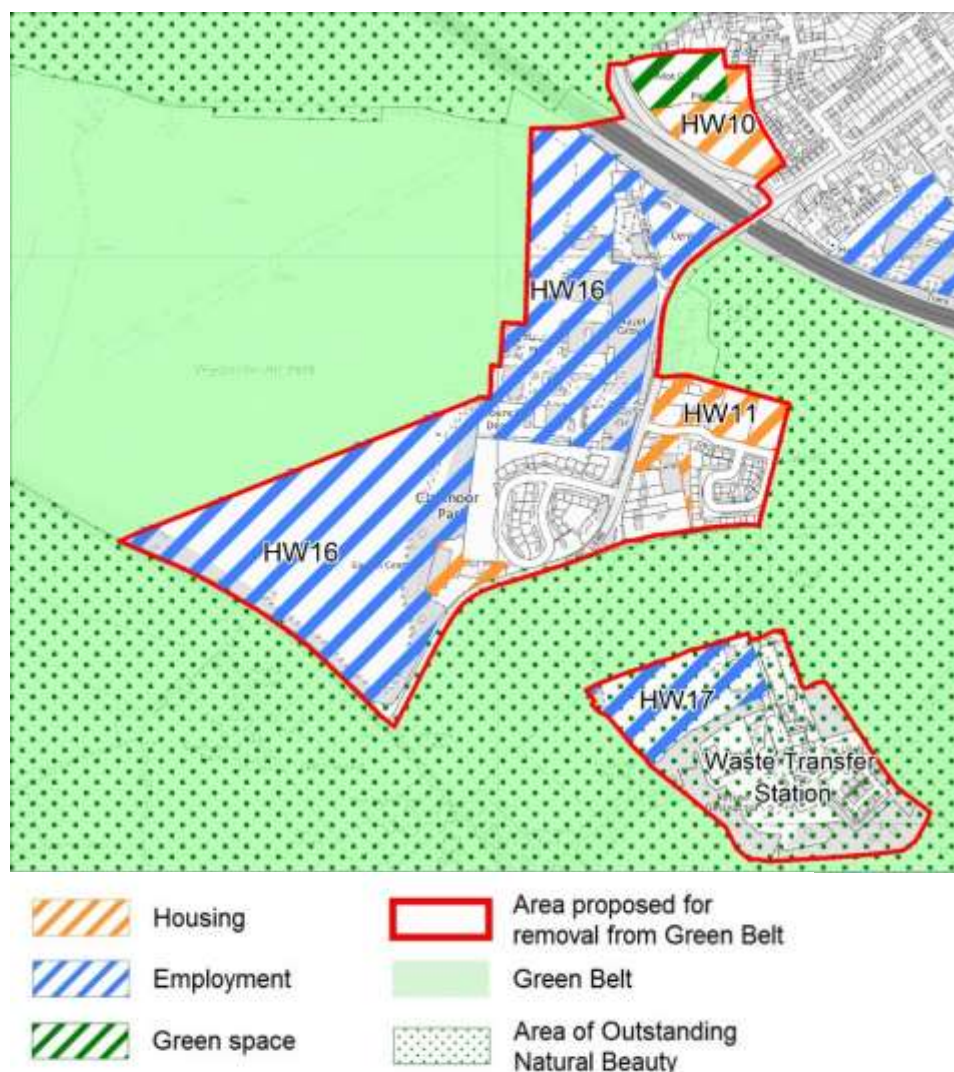 HW10
HW16
HW11
Park
HW16
HW17
Waste Transfer
Station
Housing
Area proposed for
removal from Green Belt
Employment
Green Belt
Green space
Area of Outstanding
Natural Beauty